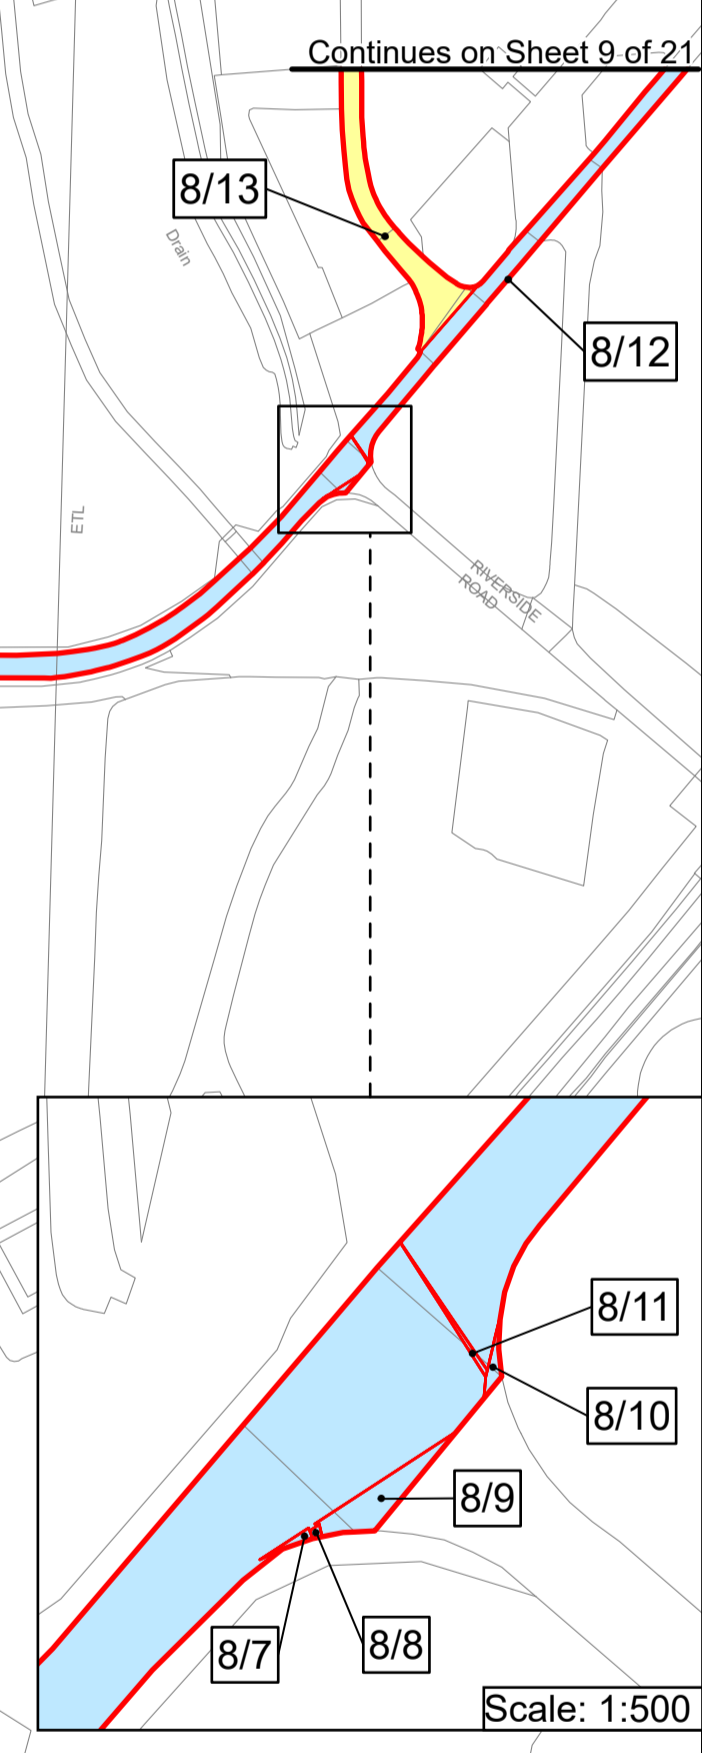 Continues on Sheet 9 of 21
8/13
Drain
8/12
ETL
RIVERSIDE
ROAD
8/11
8/10
8/9
8/8
8/7
Scale: 1:500